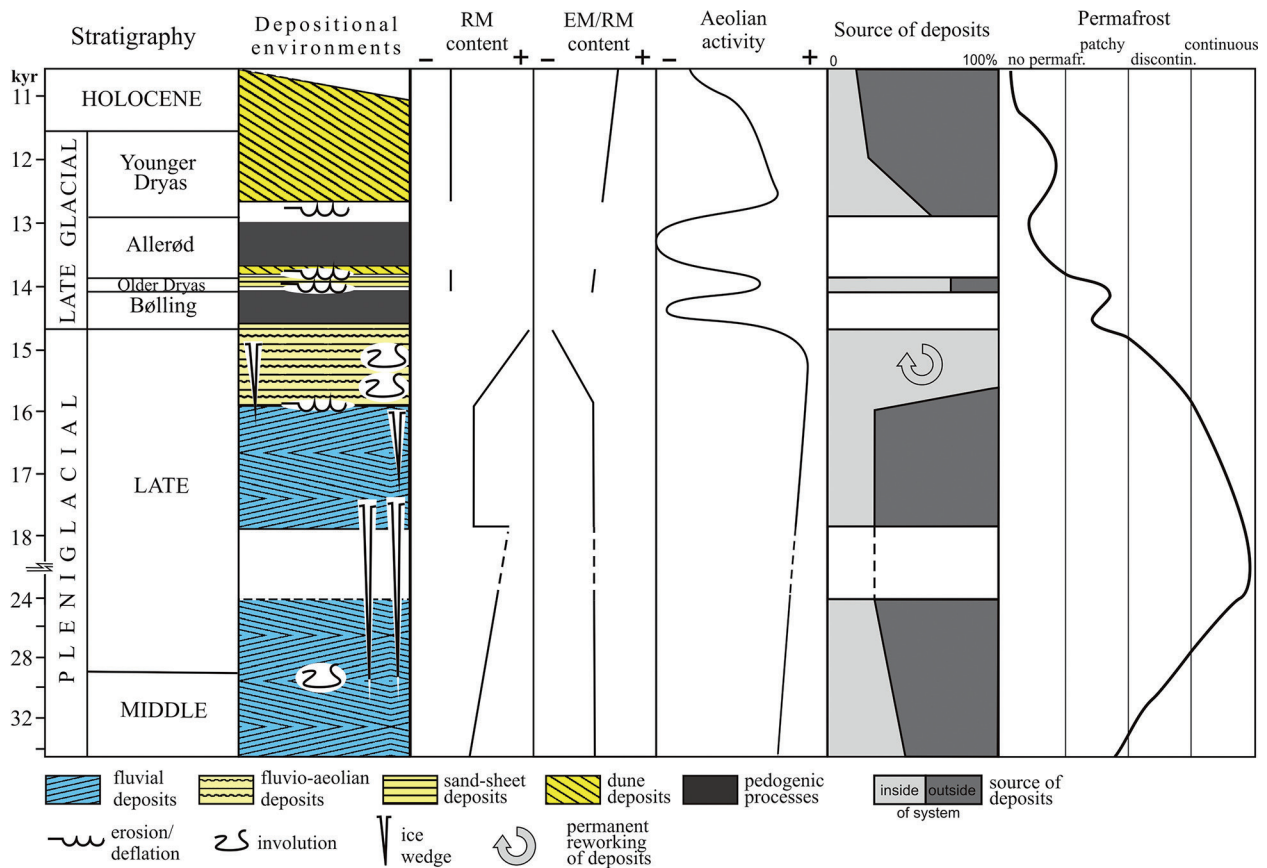 Stratigraphy
Depositional
environments
RM
content
– +
EM/RM
content
– +
Aeolian
activity
– +
Source of deposits
0 100%
Permafrost
no permafr.
patchy
discontin.
continuous
kyr
11
12
13
14
15
16
17
18
24
28
32
HOLOCENE
LATE GLACIAL
Younger
Dryas
Allerød
Older Dryas
Bølling
PLENIGLACIAL
LATE
MIDDLE
fluvial
deposits
fluvio-aeolian
deposits
sand-sheet
deposits
dune
deposits
pedogenic
processes
inside outside
of system
source of
deposits
erosion/
deflation
involution
ice
wedge
permanent
reworking
of deposits